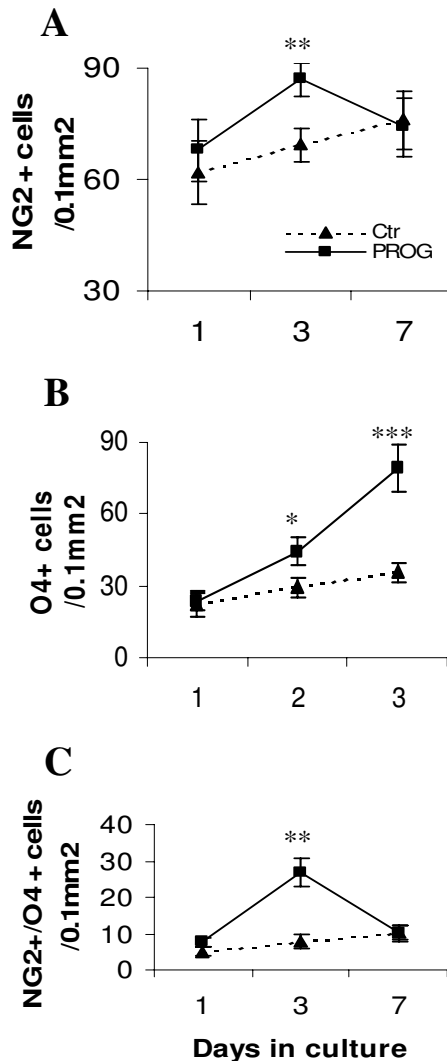 A
**
90
60
30
NG2+ cells
/0.1mm2
Ctr
PROG
1 3 7
B
***
*
90
60
30
0
O4+ cells
/0.1mm2
1 2 3
C
**
40
30
20
10
0
NG2+/O4+ cells
/0.1mm2
1 3 7
Days in culture